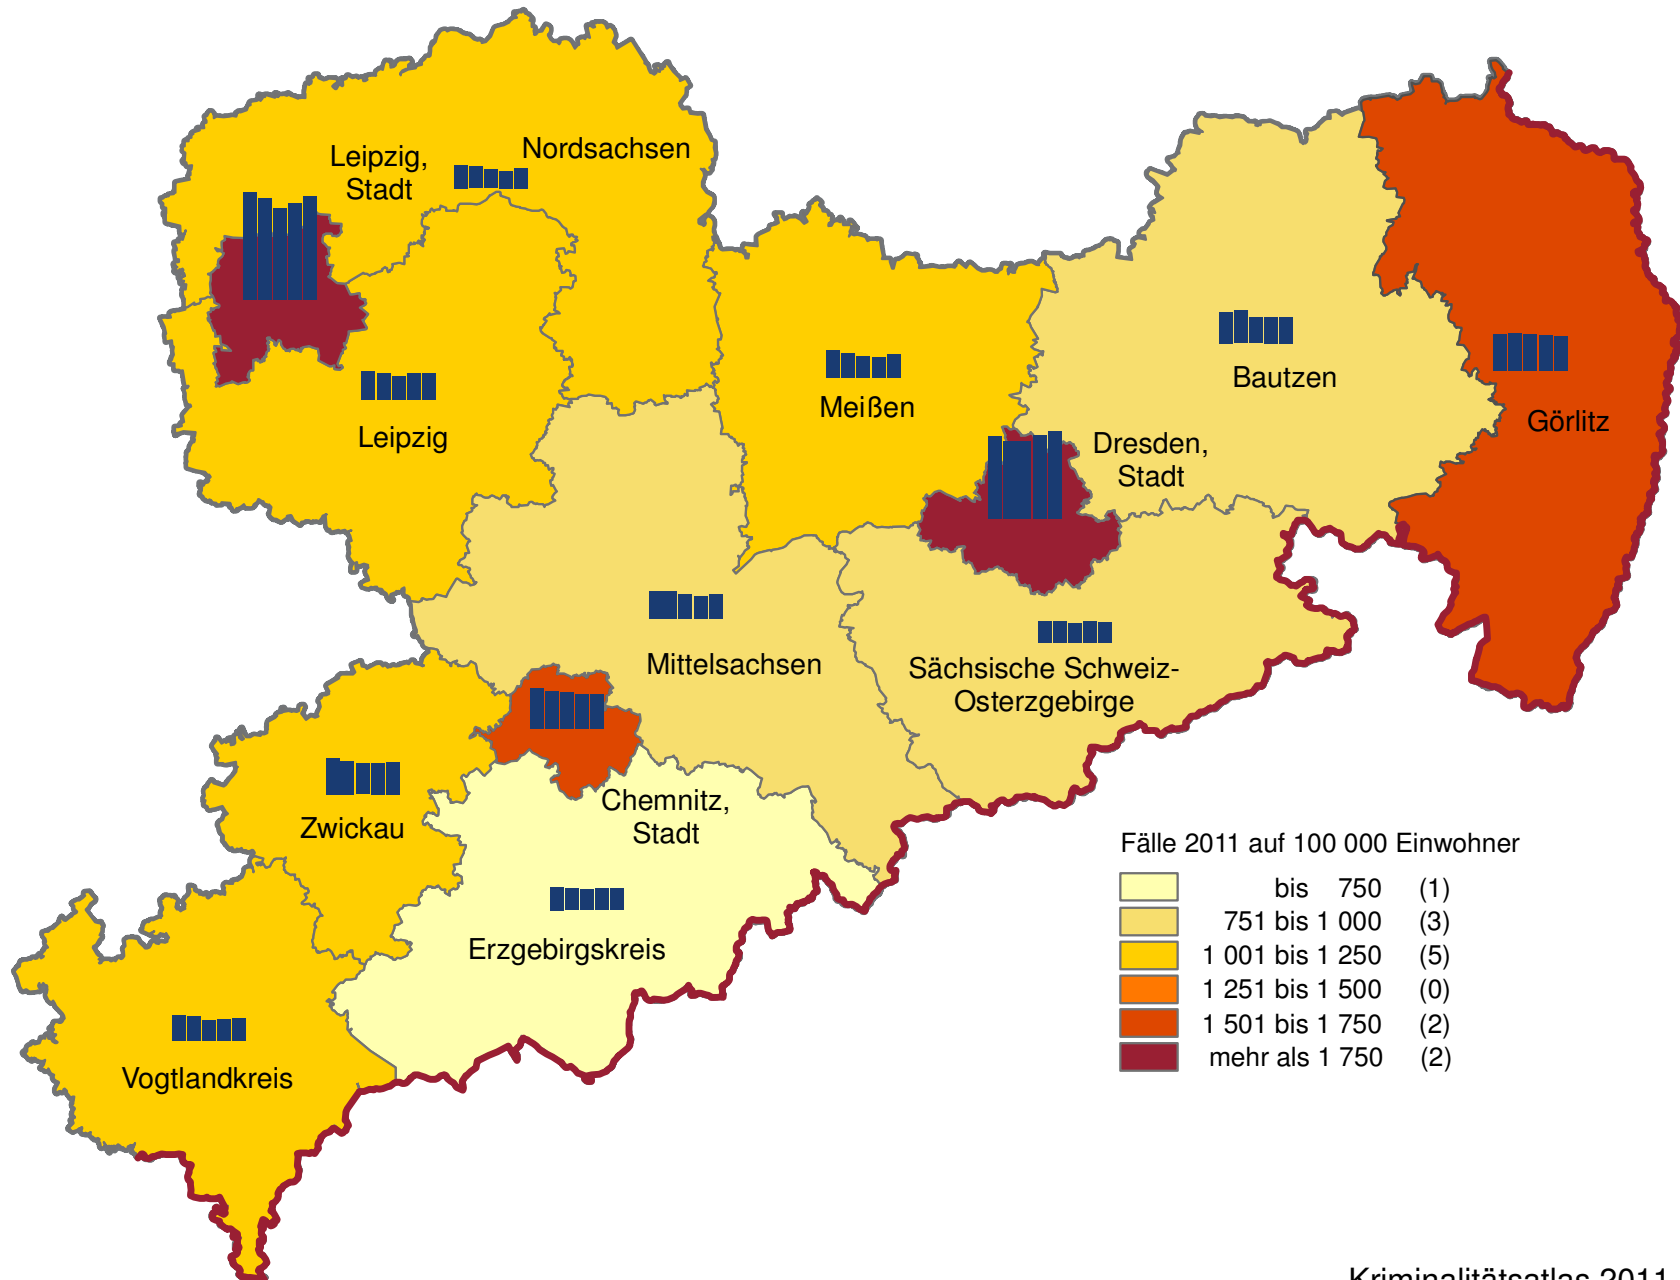 Leipzig,
Stadt
Nordsachsen
Leipzig
Meißen
Bautzen
Görlitz
Dresden,
Stadt
Mittelsachsen
Sächsische Schweiz-
Osterzgebirge
Chemnitz,
Stadt
Zwickau
Erzgebirgskreis
Vogtlandkreis
Fälle 2011 auf 100 000 Einwohner
bis 750 (1)
751 bis 1 000 (3)
1 001 bis 1 250 (5)
1 251 bis 1 500 (0)
1 501 bis 1 750 (2)
mehr als 1 750 (2)
Kriminalitätsatlas 2011